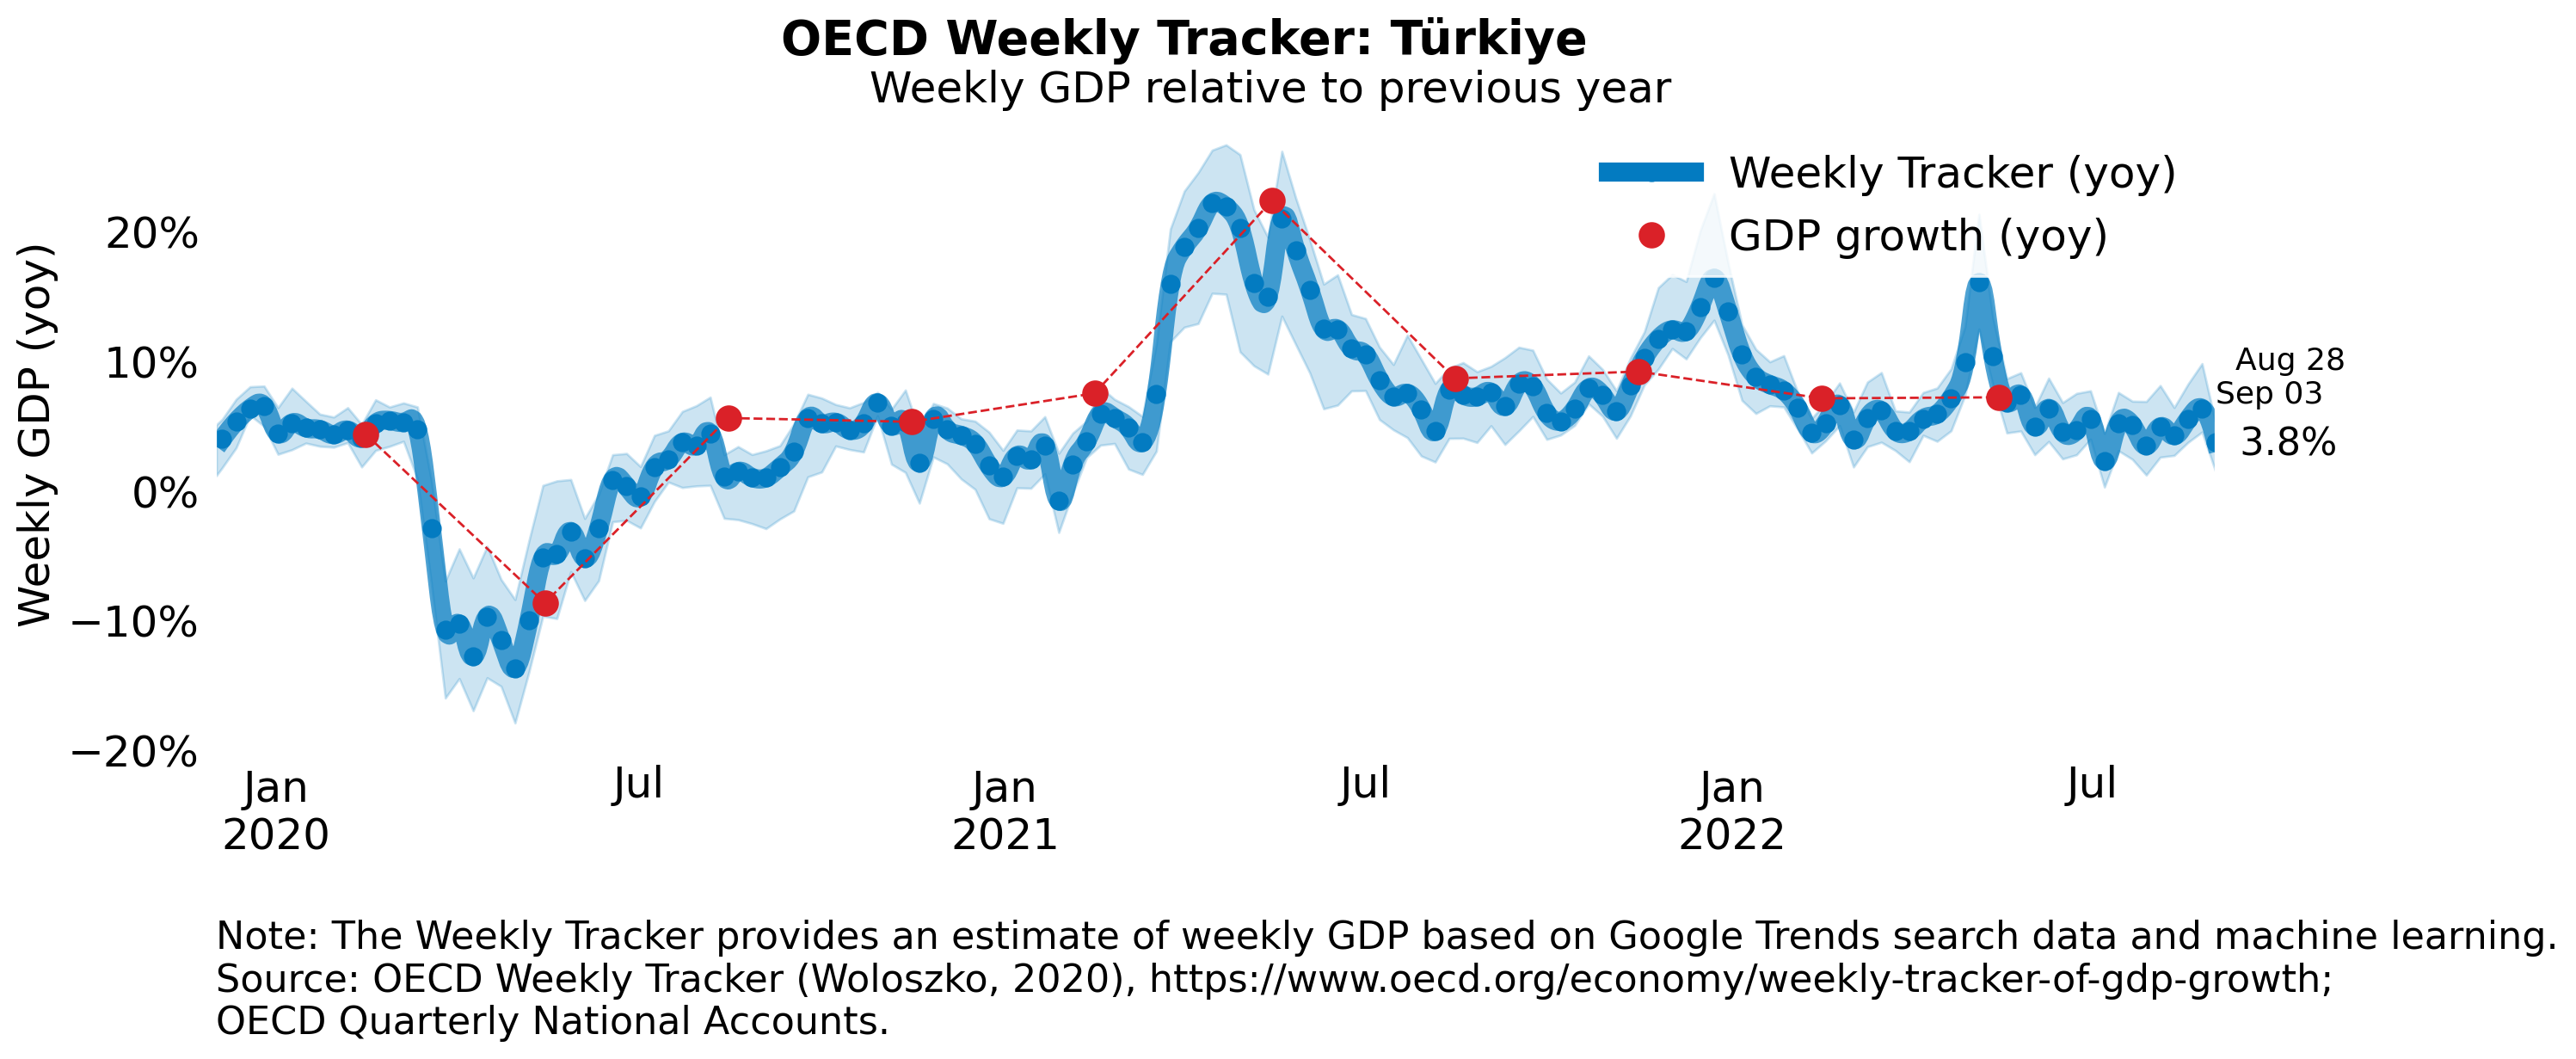 OECD Weekly Tracker: Türkiye
Weekly GDP relative to previous year
Weekly Tracker (yoy)
GDP growth (yoy)
Weekly GDP (yoy)
20%
10%
0%
−10%
−20%
Aug 28
Sep 03
3.8%
Jan
2020
Jul
Jan
2021
Jul
Jan
2022
Jul
Note: The Weekly Tracker provides an estimate of weekly GDP based on Google Trends search data and machine learning.
Source: OECD Weekly Tracker (Woloszko, 2020), https://www.oecd.org/economy/weekly-tracker-of-gdp-growth;
OECD Quarterly National Accounts.